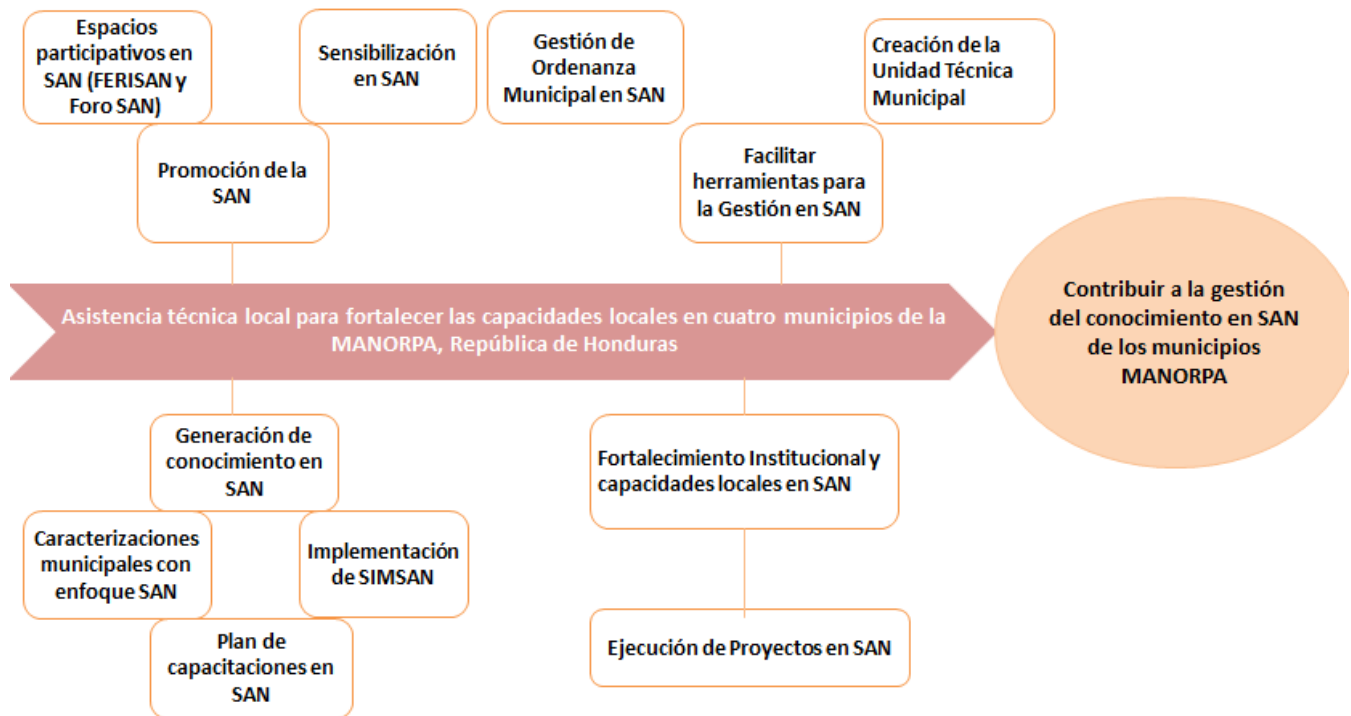 Espacios
participativos en
SAN (FERISAN y
Foro SAN)
Sensibilización
en SAN
Gestión de
Ordenanza
Municipal en SAN
Creación de la
Unidad Técnica
Municipal
Promoción de la
SAN
Facilitar
herramientas para
la Gestión en SAN
Asistencia técnica local para fortalecer las capacidades locales en cuatro municipios de la
MANORPA, República de Honduras
Contribuir a la gestión
del conocimiento en SAN
de los municipios
MANORPA
Generación de
conocimiento en
SAN
Fortalecimiento Institucional y
capacidades locales en SAN
Caracterizaciones
municipales con
enfoque SAN
Implementación
de SIMSAN
Plan de
capacitaciones en
SAN
Ejecución de Proyectos en SAN